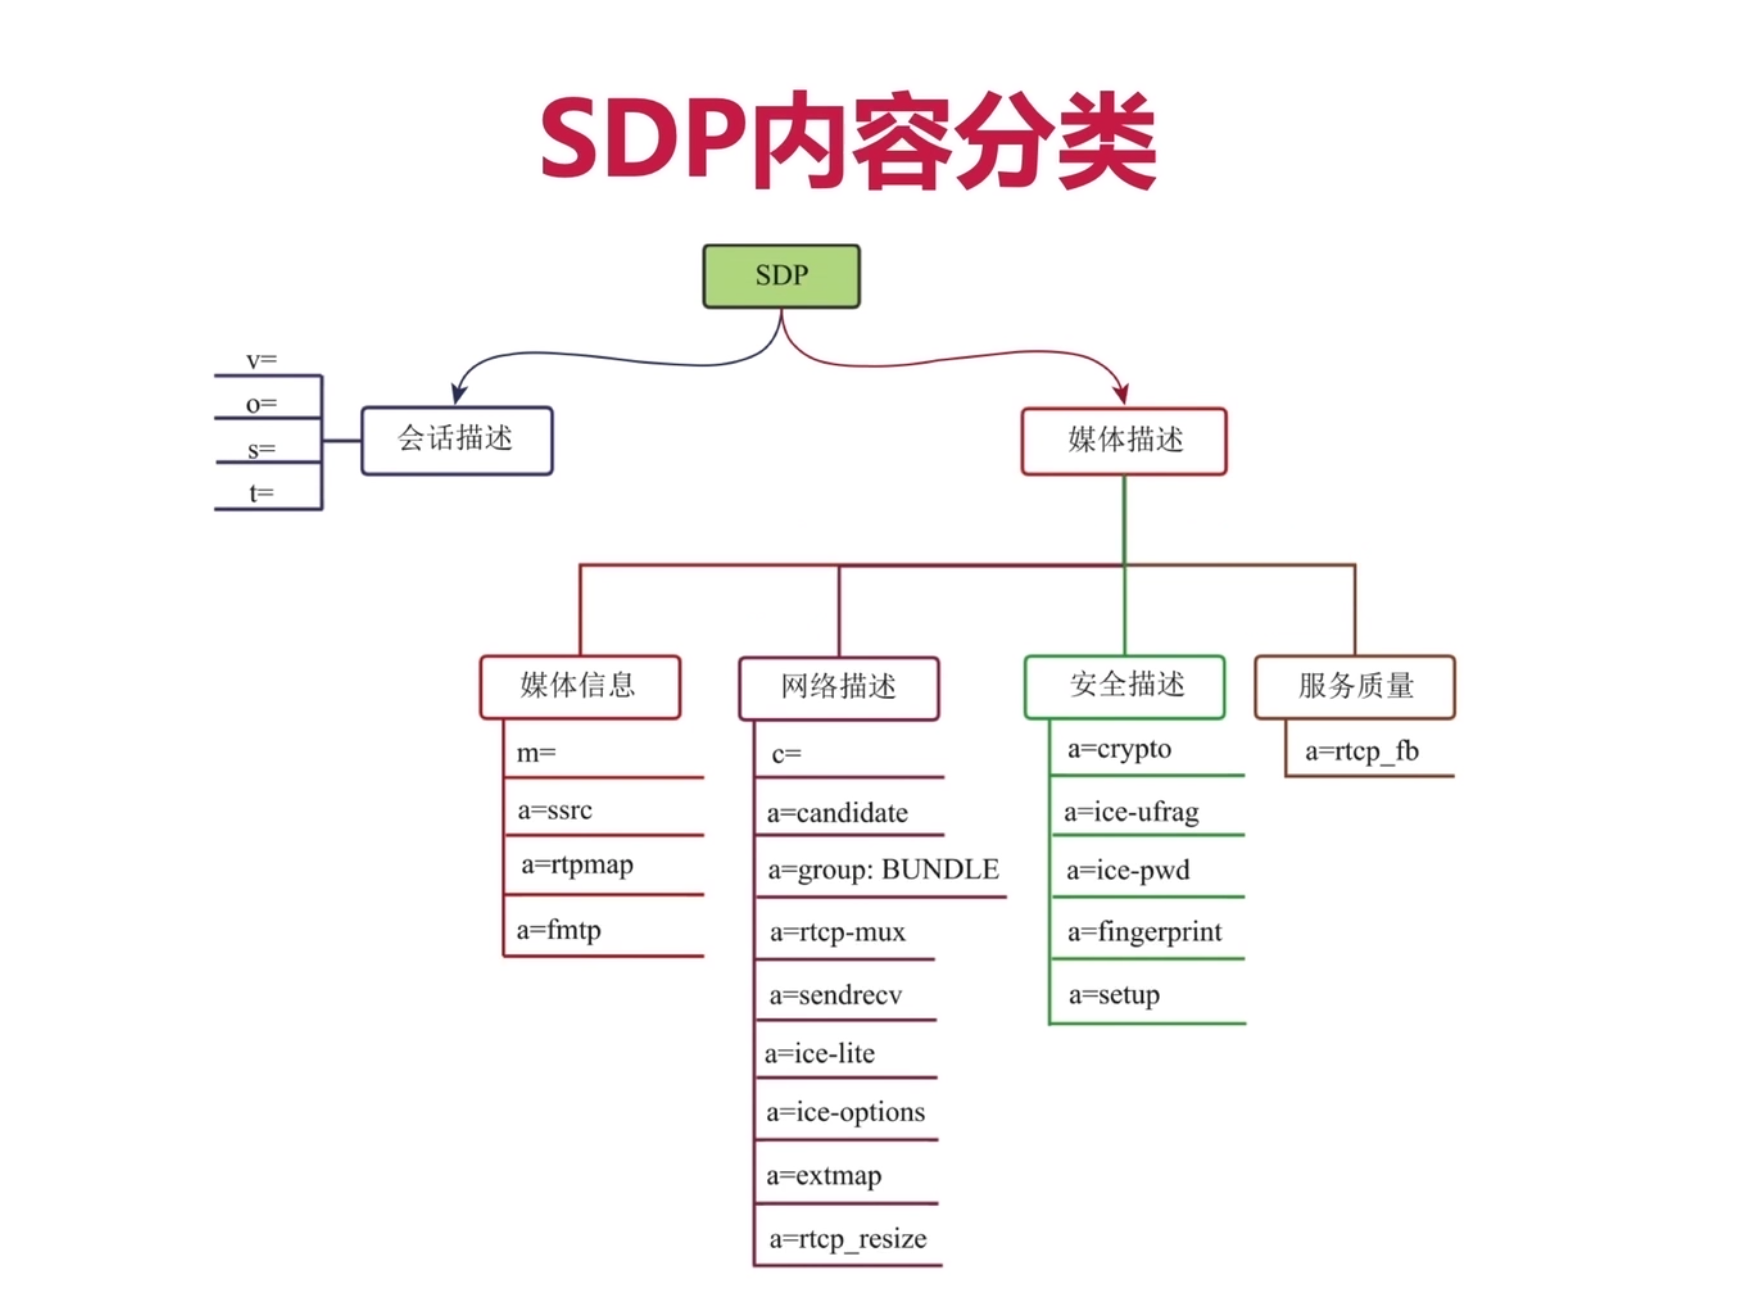 SDP内容分类
SDP
v=
o=
s=
t=
会话描述
媒体描述
媒体信息
m=
a=ssrc
a=rtpmap
a=fmtp
网络描述
c=
a=candidate
a=group: BUNDLE
a=rtcp-mux
a=sendrecv
a=ice-lite
a=ice-options
a=extmap
a=rtcp_resize
安全描述
a=crypto
a=ice-ufrag
a=ice-pwd
a=fingerprint
a=setup
服务质量
a=rtcp_fb